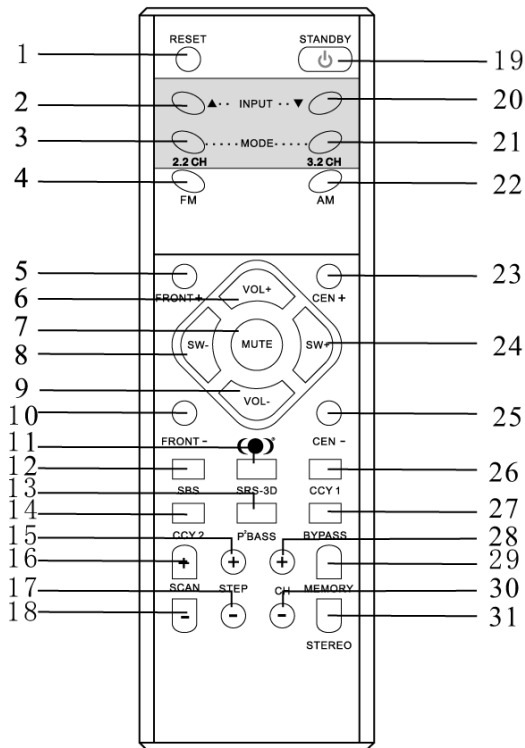 RESET STANDBY
1 19
2 ▲·· INPUT ··▼ 20
3 ·····MODE····· 21
2.2 CH 3.2 CH
4 22
FM AM
5 23
FRONT+ VOL+ CEN+
6
7 SW- MUTE SW+ 24
8
9 VOL-
10 25
FRONT- CEN-
11
12 26
SBS SRS-3D CCY 1
13
14 27
CCY 2 P²BASS BYPASS
15 + + 28
16 + 29
SCAN STEP CH MEMORY
17 - - 30
18 - 31
STEREO